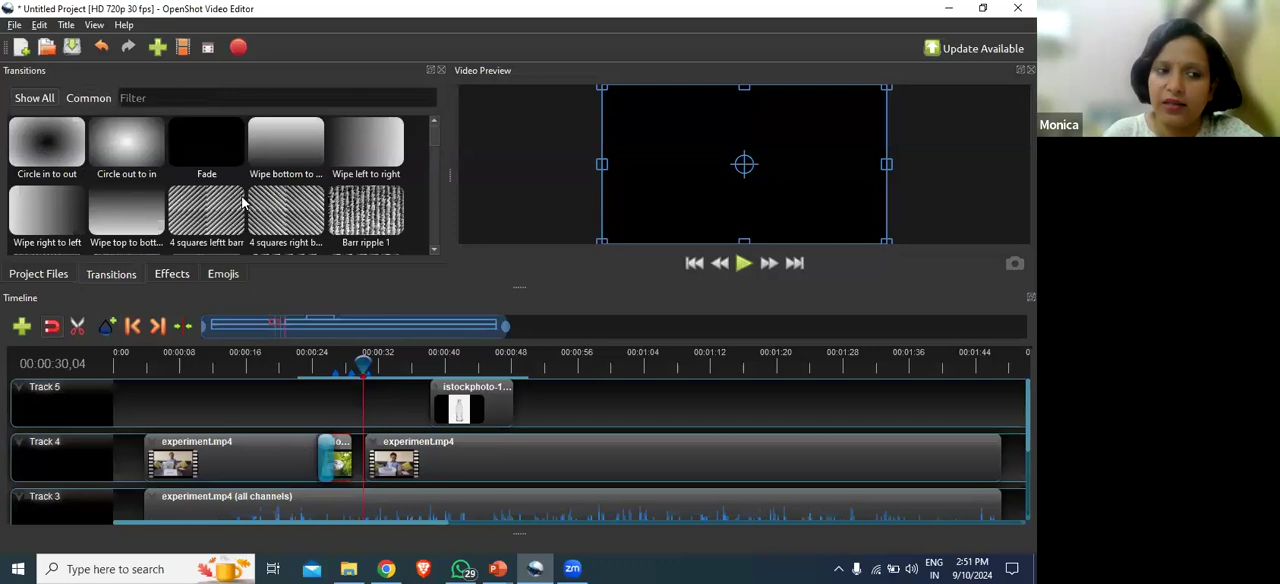 * Untitled Project [HD 720p 30 fps] - OpenShot Video Editor
File Edit Title View Help
Update Available
Transitions
Video Preview
Show All Common Filter
Monica
Circle in to out Circle out to in Fade Wipe bottom to ... Wipe left to right
Wipe right to left Wipe top to bott... 4 squares leftt barr 4 squares right b... Barr ripple 1
Project Files Transitions Effects Emojis
Timeline
00:00:30,04
0:00 00:00:08 00:00:16 00:00:24 00:00:32 00:00:40 00:00:48 00:00:56 00:01:04 00:01:12 00:01:20 00:01:28 00:01:36 00:01:44
Track 5 istockphoto-1...
Track 4 experiment.mp4 experiment.mp4
Track 3 experiment.mp4 (all channels)
Type here to search
29
ENG
IN
2:51 PM
9/10/2024